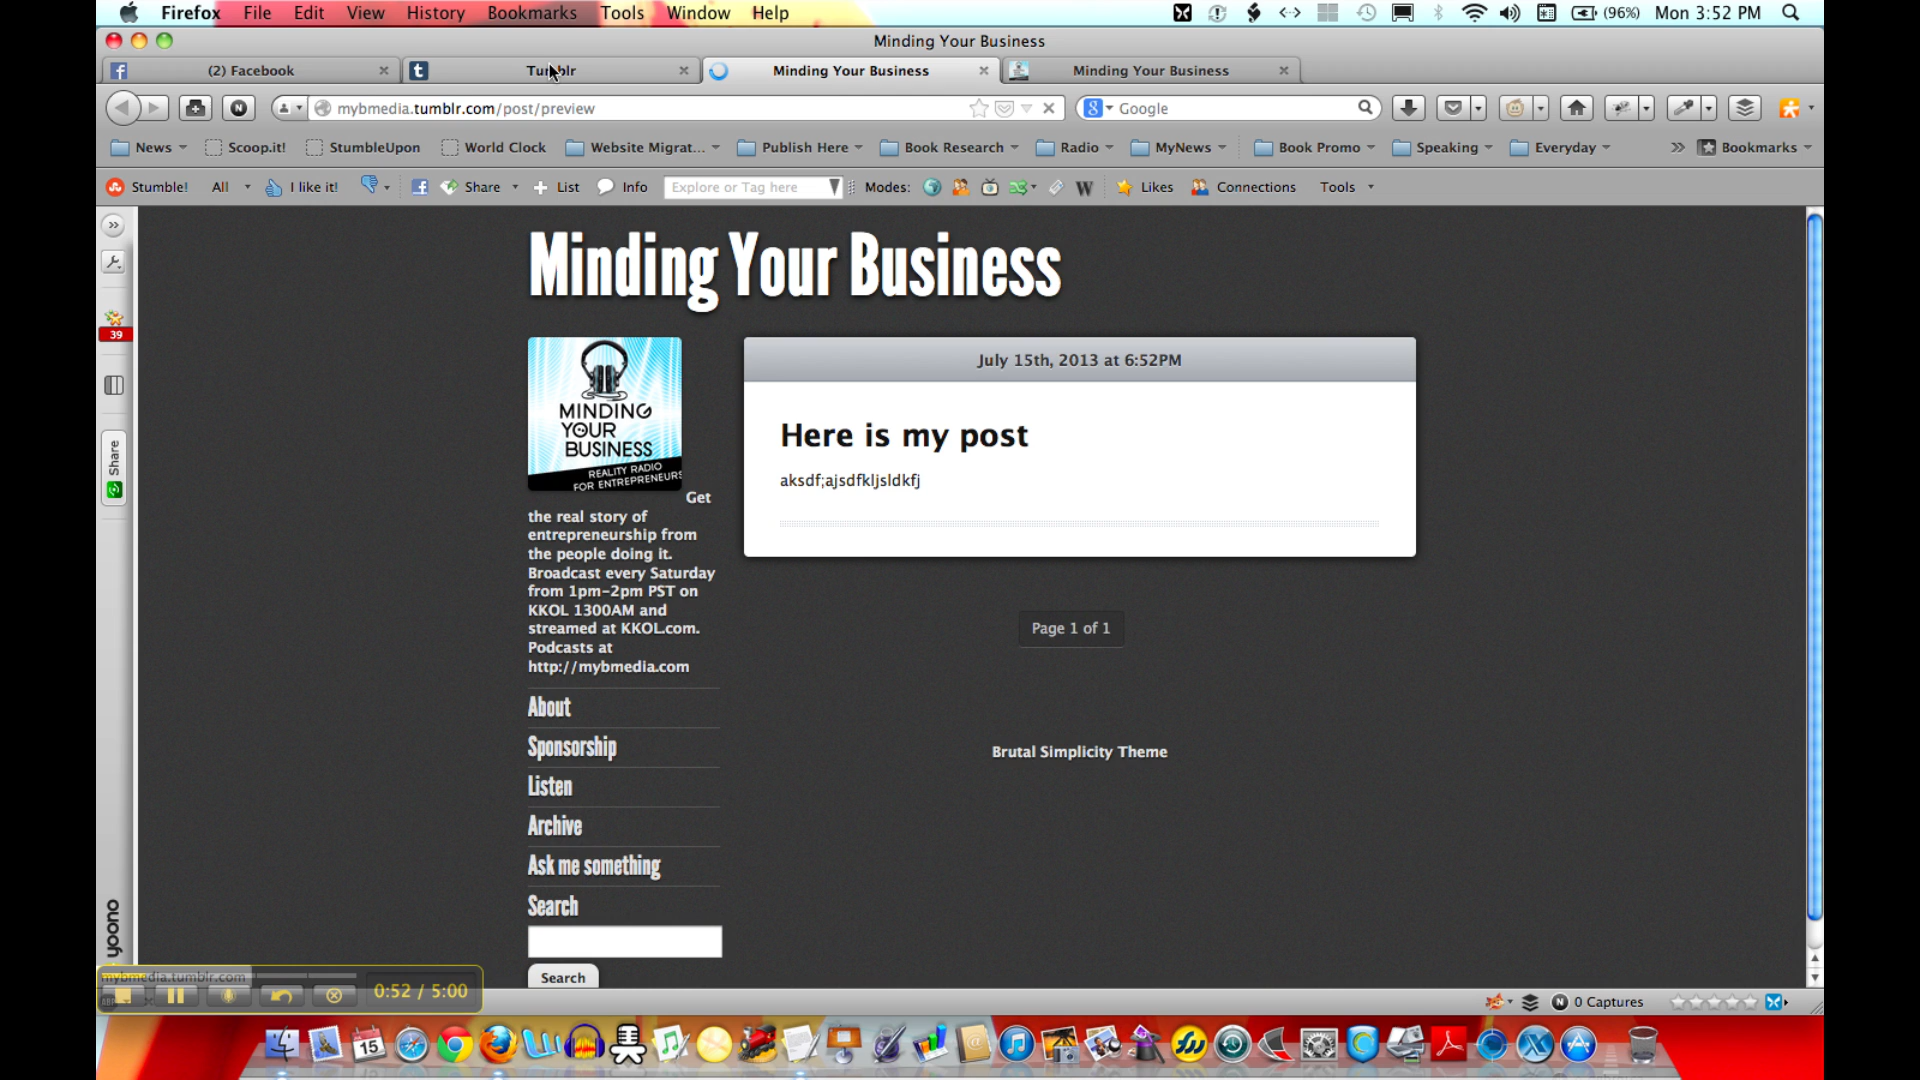 Firefox File Edit View History Bookmarks Tools Window Help (96%) Mon 3:52 PM
Minding Your Business
(2) Facebook Tumblr Minding Your Business Minding Your Business
mybmedia.tumblr.com/post/preview Google
News Scoop.it! StumbleUpon World Clock Website Migrat... Publish Here Book Research Radio MyNews Book Promo Speaking Everyday Bookmarks
Stumble! All I like it! Share List Info Explore or Tag here Modes: W Likes Connections Tools
Minding Your Business
39
Share
yoono
MINDING
YOUR
BUSINESS
REALITY RADIO
FOR ENTREPRENEURS
Get
the real story of
entrepreneurship from
the people doing it.
Broadcast every Saturday
from 1pm-2pm PST on
KKOL 1300AM and
streamed at KKOL.com.
Podcasts at
http://mybmedia.com
About
Sponsorship
Listen
Archive
Ask me something
Search
Search
July 15th, 2013 at 6:52PM
Here is my post
aksdf;ajsdfkljsldkfj
Page 1 of 1
Brutal Simplicity Theme
mybmedia.tumblr.com
0:52 / 5:00
0 Captures
15